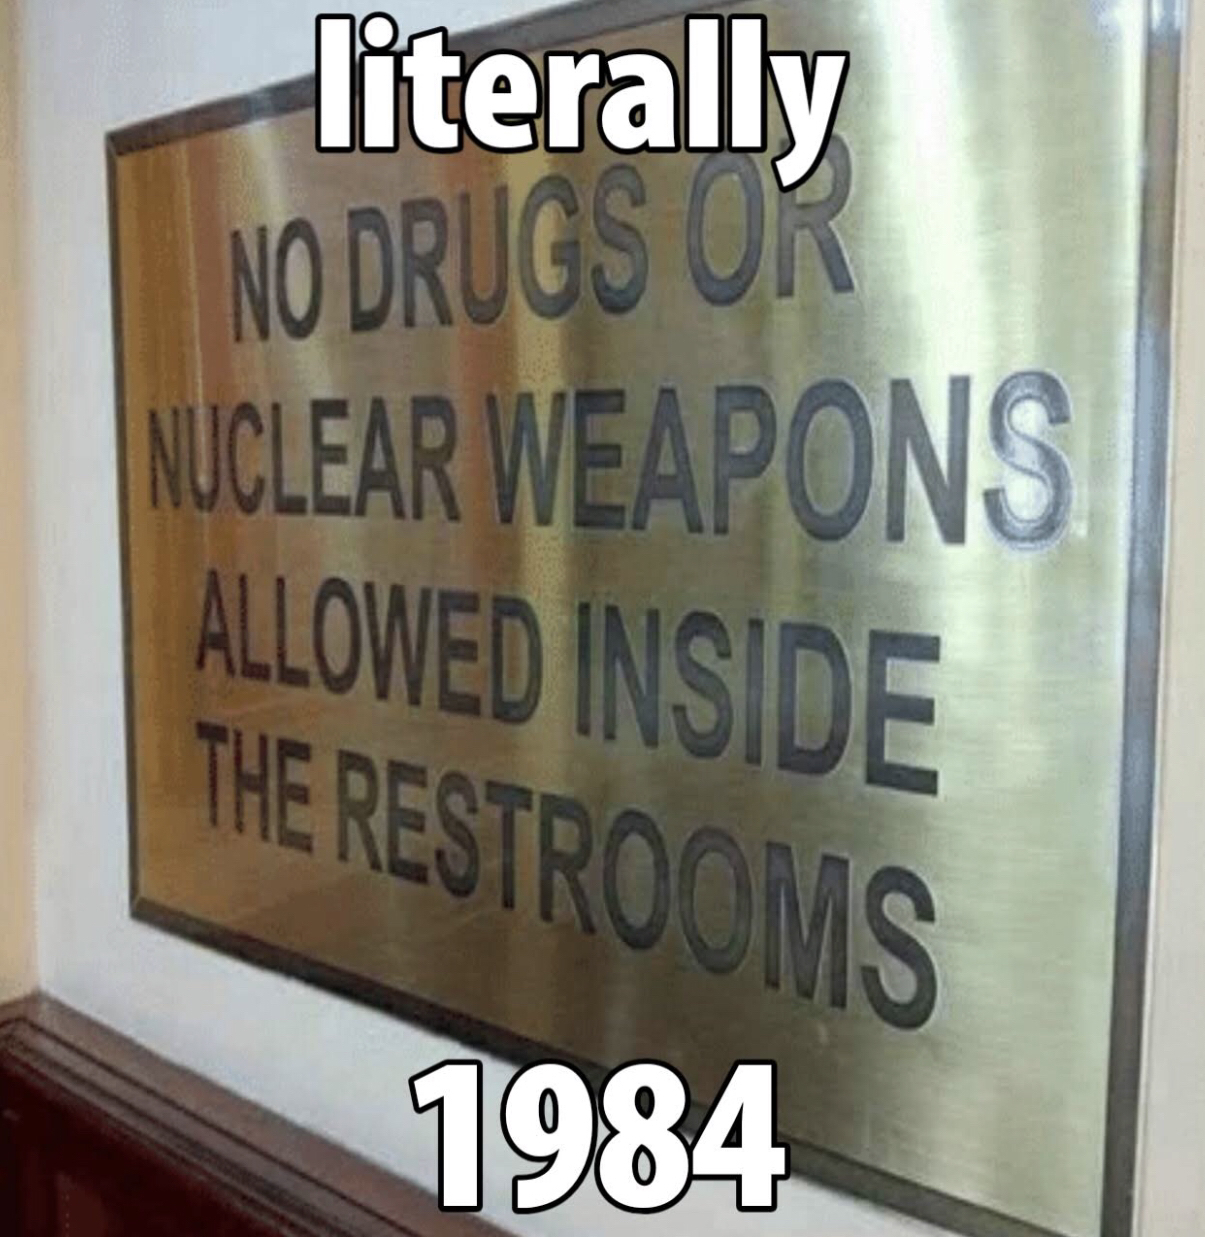 literally
NO DRUGS OR
NUCLEAR WEAPONS
ALLOWED INSIDE
THE RESTROOMS
1984